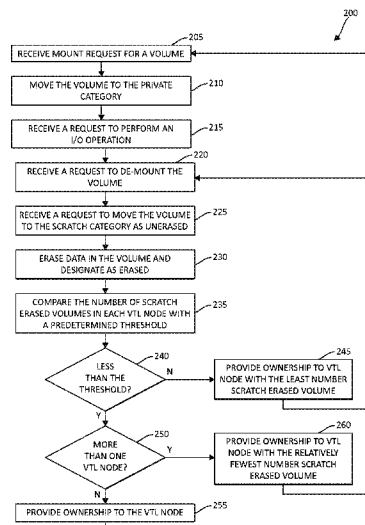 200
205
RECEIVE MOUNT REQUEST FOR A VOLUME
210
MOVE THE VOLUME TO THE PRIVATE
CATEGORY
215
RECEIVE A REQUEST TO PERFORM AN
I/O OPERATION
220
RECEIVE A REQUEST TO DE-MOUNT THE
VOLUME
225
RECEIVE A REQUEST TO MOVE THE VOLUME
TO THE SCRATCH CATEGORY AS UNERASED
230
ERASE DATA IN THE VOLUME AND
DESIGNATE AS ERASED
235
COMPARE THE NUMBER OF SCRATCH
ERASED VOLUMES IN EACH VTL NODE WITH
A PREDETERMINED THRESHOLD
240
LESS
THAN THE
THRESHOLD?
N
Y
245
PROVIDE OWNERSHIP TO VTL
NODE WITH THE LEAST NUMBER
SCRATCH ERASED VOLUME
250
MORE
THAN ONE
VTL NODE?
Y
N
260
PROVIDE OWNERSHIP TO VTL
NODE WITH THE RELATIVELY
FEWEST NUMBER SCRATCH
ERASED VOLUME
255
PROVIDE OWNERSHIP TO THE VTL NODE